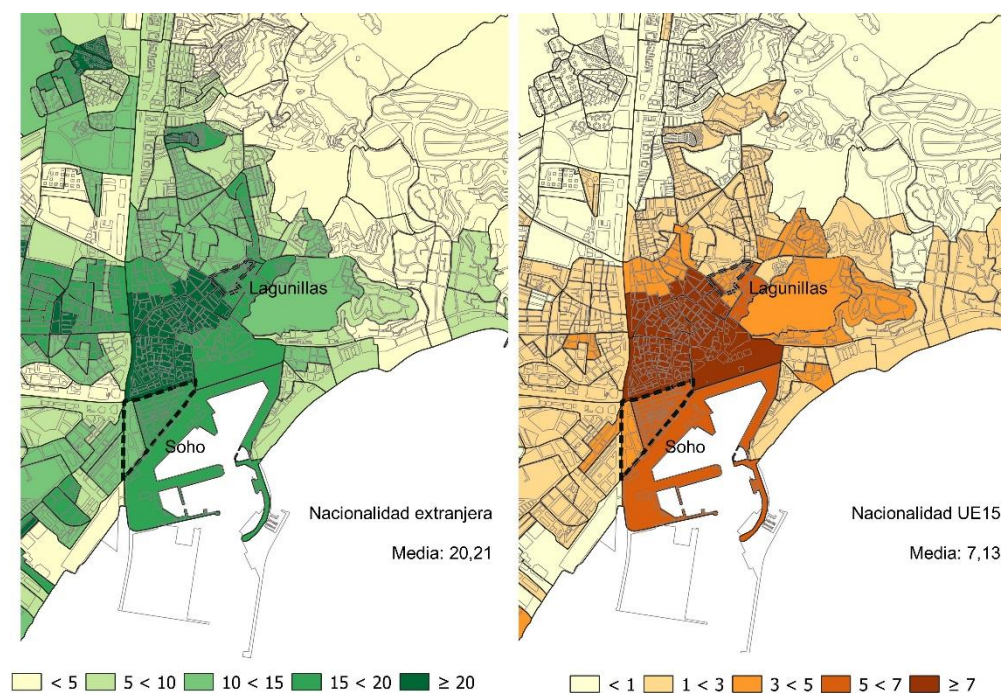 Lagunillas
Soho
Nacionalidad extranjera
Media: 20,21
< 5 5 < 10 10 < 15 15 < 20 ≥ 20
Lagunillas
Soho
Nacionalidad UE15
Media: 7,13
< 1 1 < 3 3 < 5 5 < 7 ≥ 7